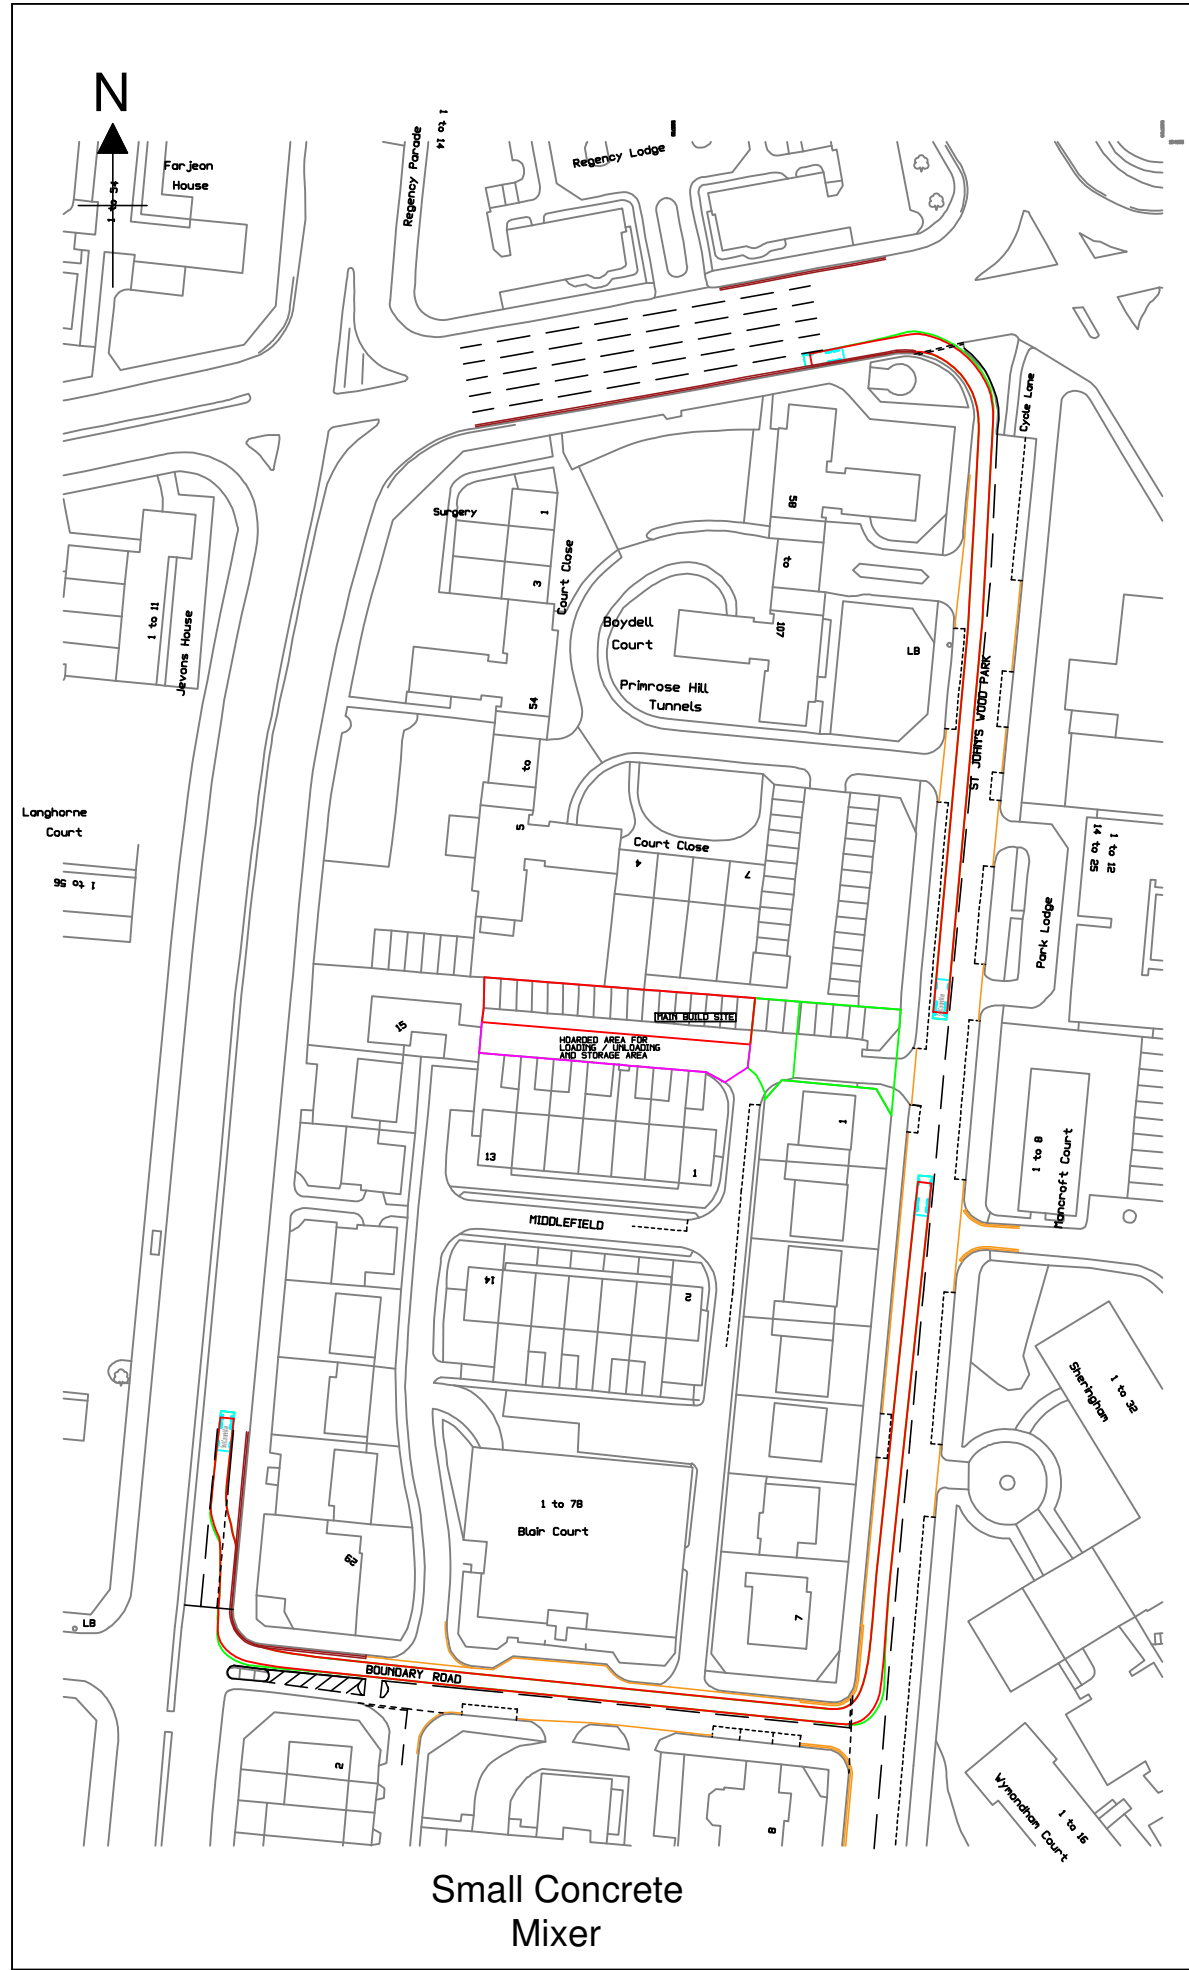 N
1 to 54
Farjeon
House
Regency Parade
1 to 14
Regency Lodge
Cycle Lane
Surgery
1
3
Court Close
58
to
107
Boydell
Court
LB
1 to 11
Jevons House
Primrose Hill
Tunnels
ST JOHN'S WOOD PARK
54
to
5
Langhorne
Court
1 to 56
Court Close
4
7
1 to 12
14 to 25
Park Lodge
MAIN BUILD SITE
HOARDED AREA FOR
LOADING / UNLOADING
AND STORAGE AREA
15
1
13
1
1 to 8
Mancroft Court
MIDDLEFIELD
14
2
Sheringham
1 to 32
1 to 78
Blair Court
29
7
LB
BOUNDARY ROAD
2
8
Wymondham Court
1 to 16
Small Concrete
Mixer